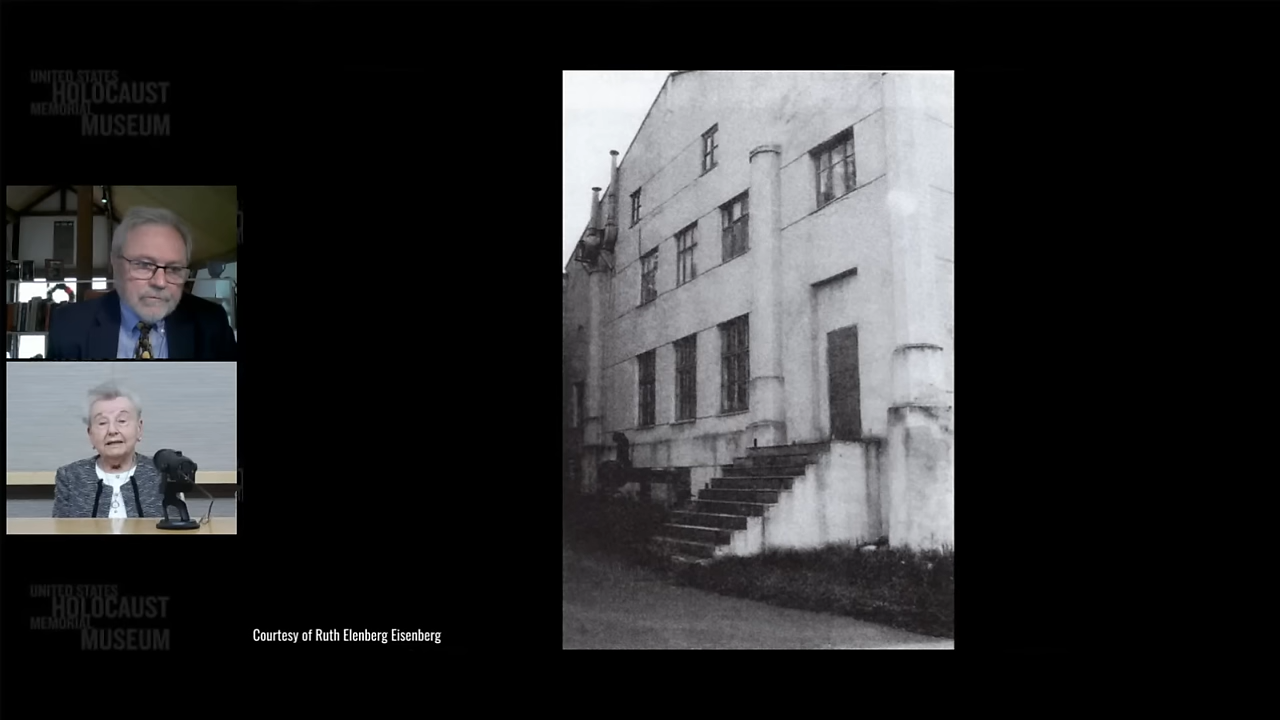 UNITED STATES
HOLOCAUST
MEMORIAL
MUSEUM
UNITED STATES
HOLOCAUST
MEMORIAL
MUSEUM
Courtesy of Ruth Elenberg Eisenberg